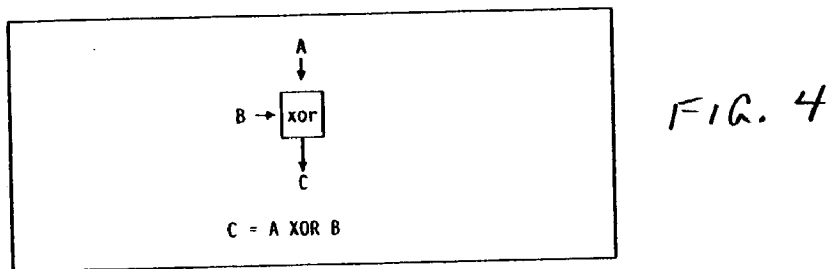 A
B → xor
C
C = A XOR B
FIG. 4